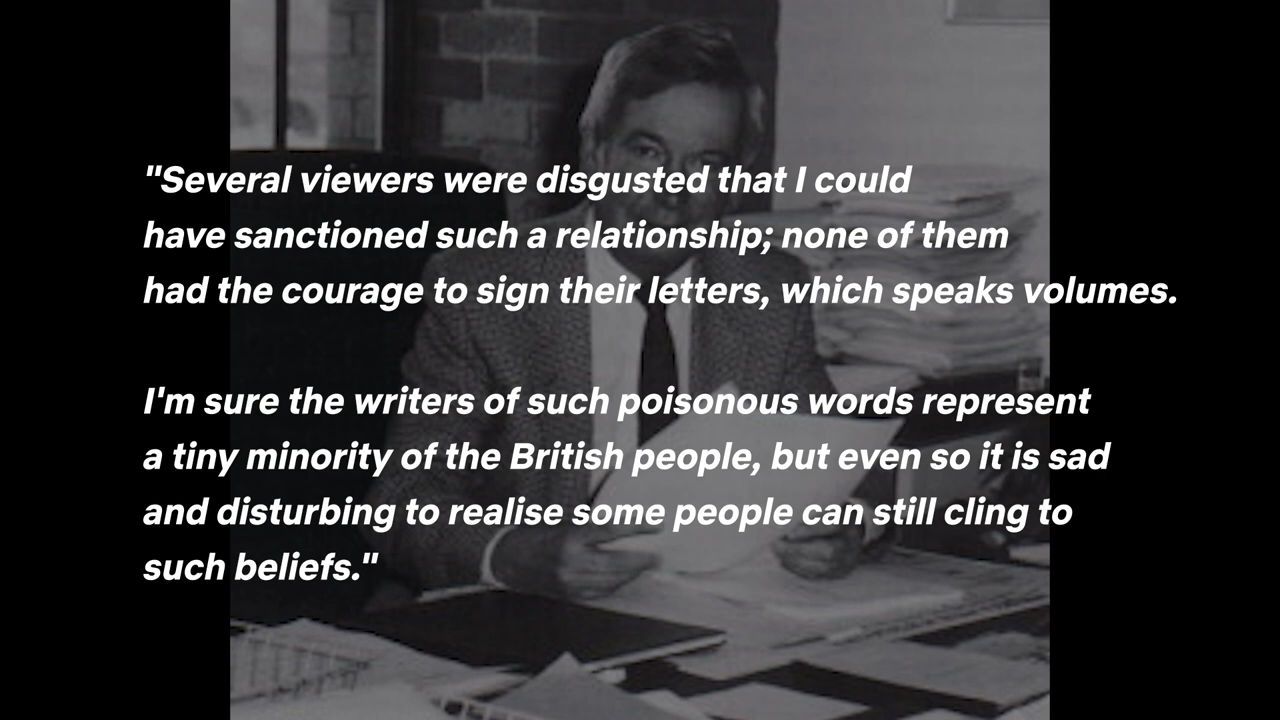 "Several viewers were disgusted that I could
have sanctioned such a relationship; none of them
had the courage to sign their letters, which speaks volumes.
I'm sure the writers of such poisonous words represent
a tiny minority of the British people, but even so it is sad
and disturbing to realise some people can still cling to
such beliefs."